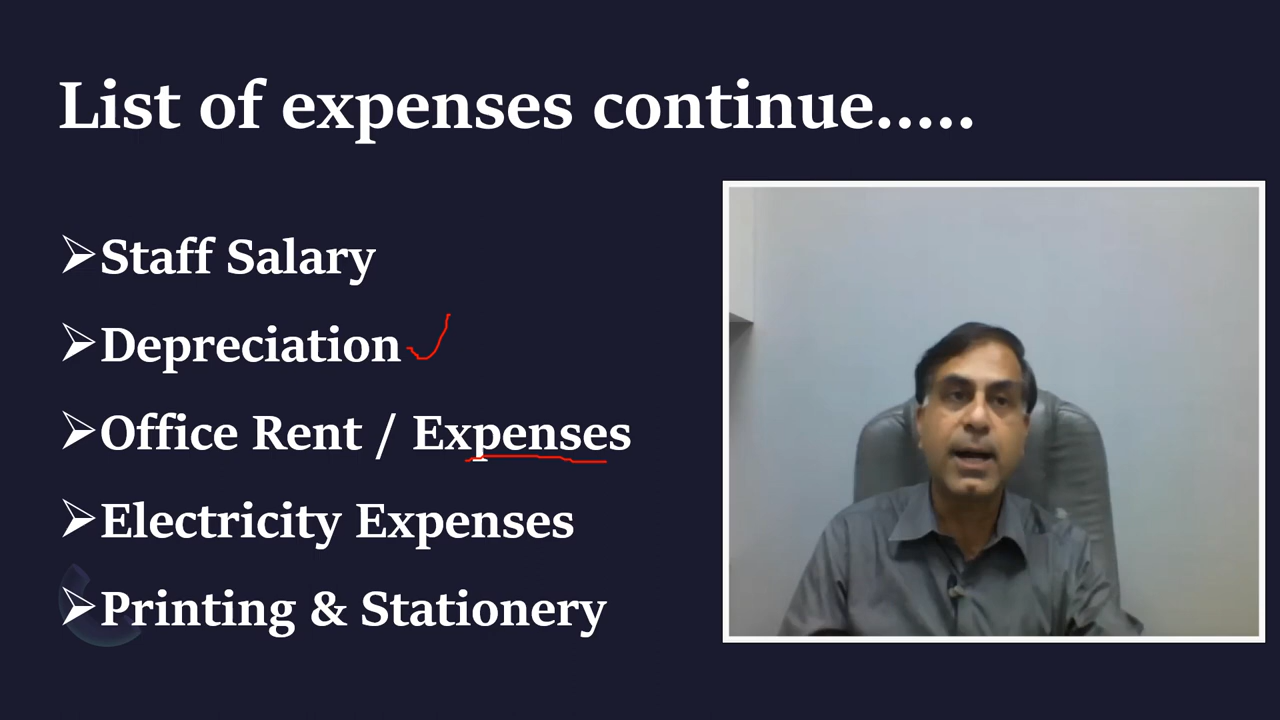 List of expenses continue.....
➢Staff Salary
➢Depreciation
➢Office Rent / Expenses
➢Electricity Expenses
➢Printing & Stationery